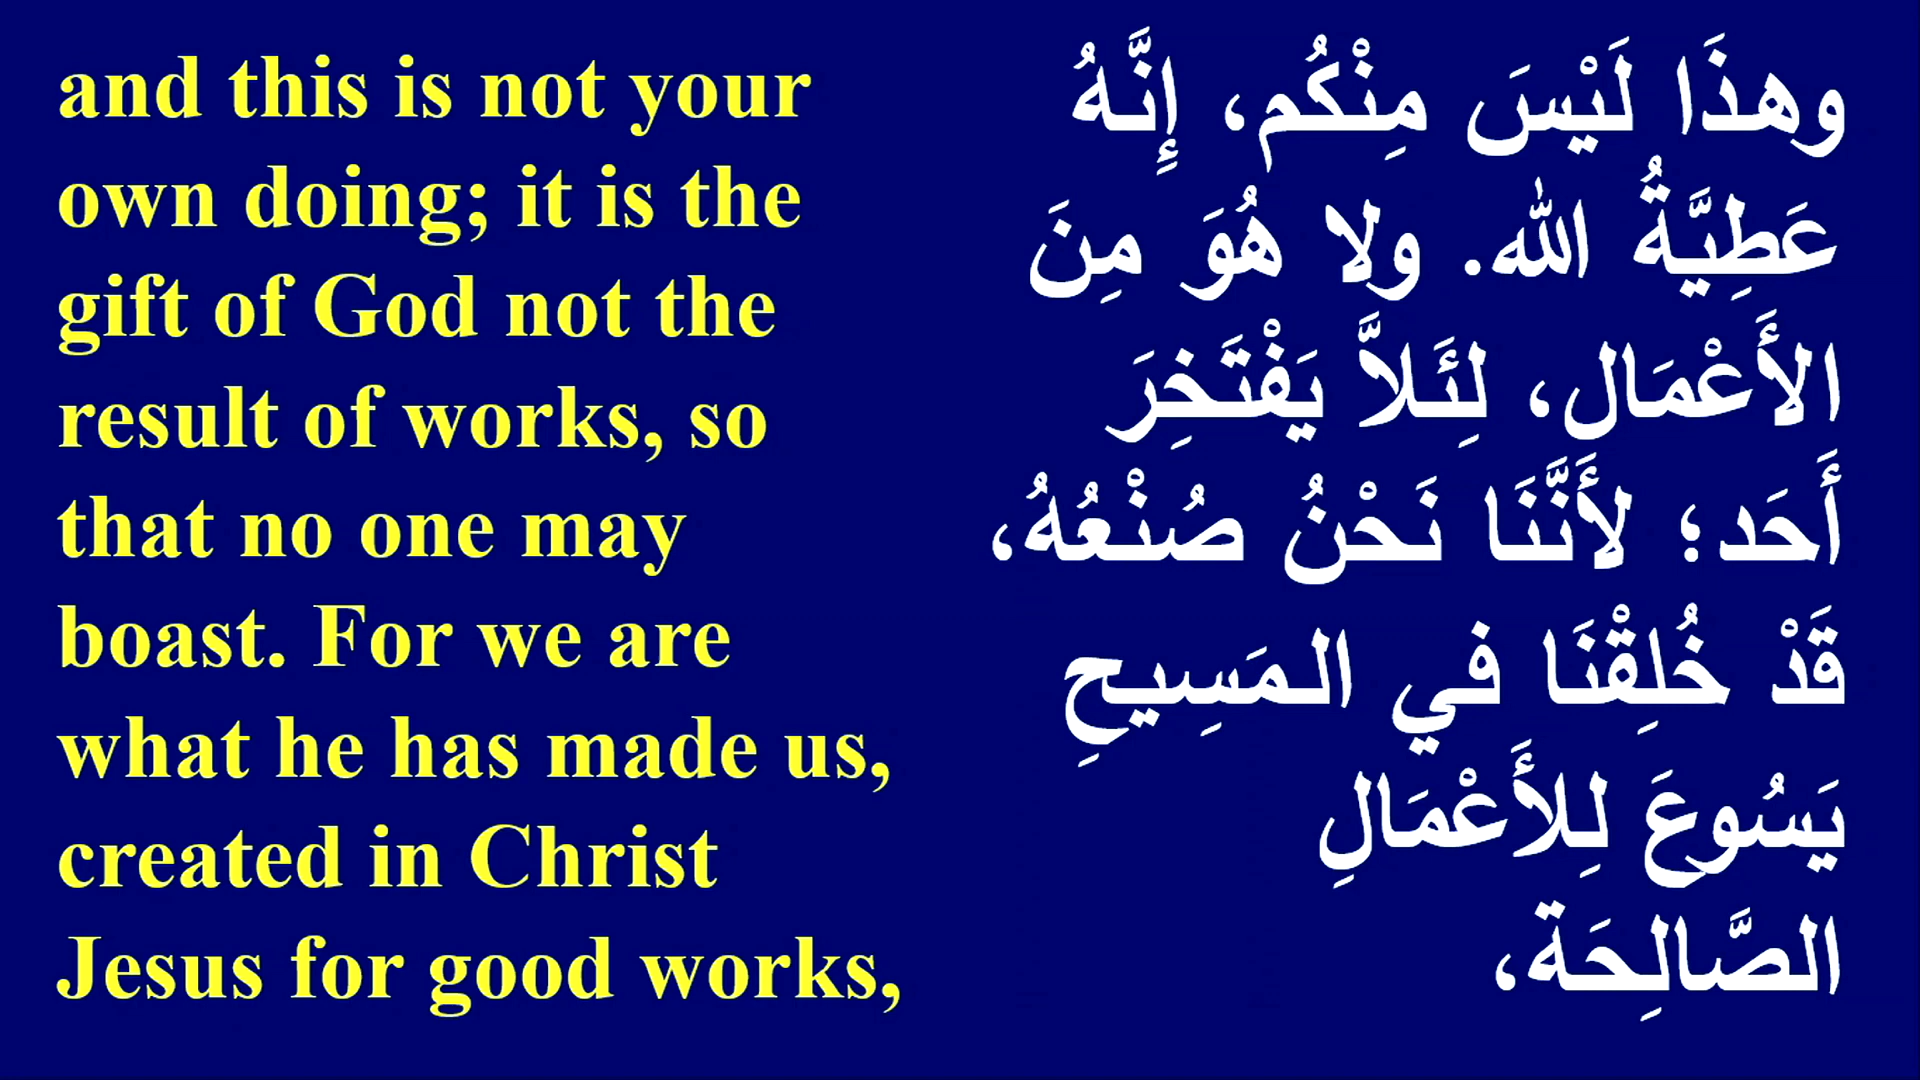 and this is not your
own doing; it is the
gift of God not the
result of works, so
that no one may
boast. For we are
what he has made us,
created in Christ
Jesus for good works,
وهذَا لَيْسَ مِنْكُم، إِنَّهُ
عَطِيَّةُ الله. ولا هُوَ مِنَ
الأَعْمَال، لِئَلاَّ يَفْتَخِرَ
أَحَد؛ لأَنَّنَا نَحْنُ صُنْعُهُ،
قَدْ خُلِقْنَا في المَسِيحِ
يَسُوعَ لِلأَعْمَالِ
الصَّالِحَة،